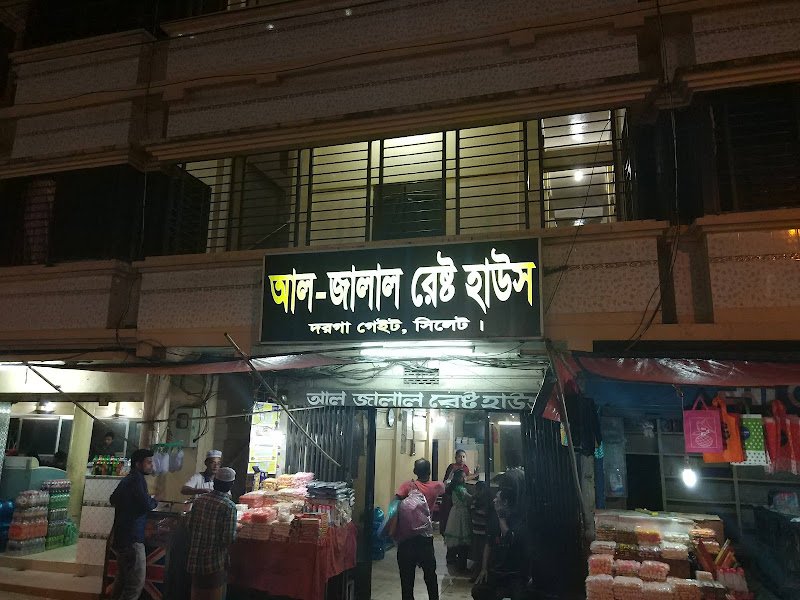 আল-জালাল রেষ্ট হাউস
দরগা গেইট, সিলেট ।
আল জালাল রেষ্ট হাউস